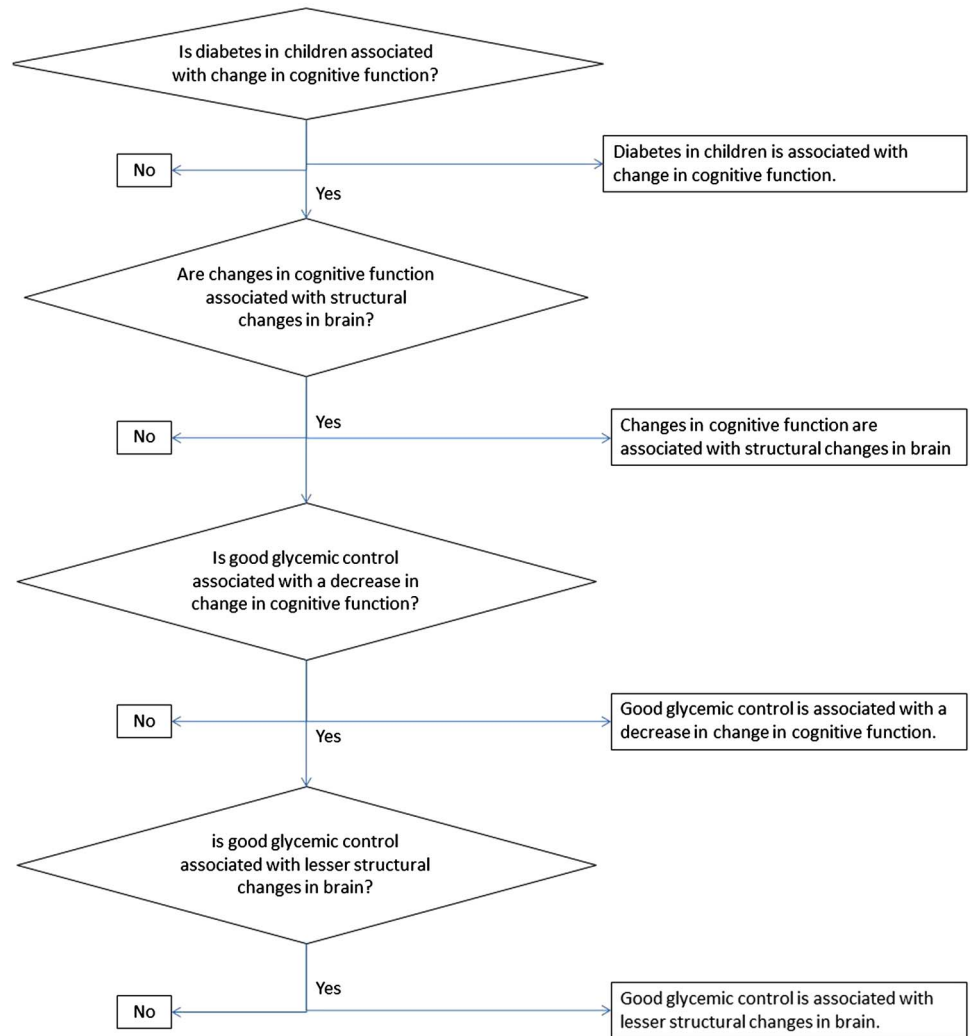 Is diabetes in children associated
with change in cognitive function?
No
Diabetes in children is associated with
change in cognitive function.
Yes
Are changes in cognitive function
associated with structural
changes in brain?
Yes
No
Changes in cognitive function are
associated with structural changes in brain
Is good glycemic control
associated with a decrease in
change in cognitive function?
No
Good glycemic control is associated with a
decrease in change in cognitive function.
Yes
is good glycemic control
associated with lesser structural
changes in brain?
Yes
No
Good glycemic control is associated with
lesser structural changes in brain.